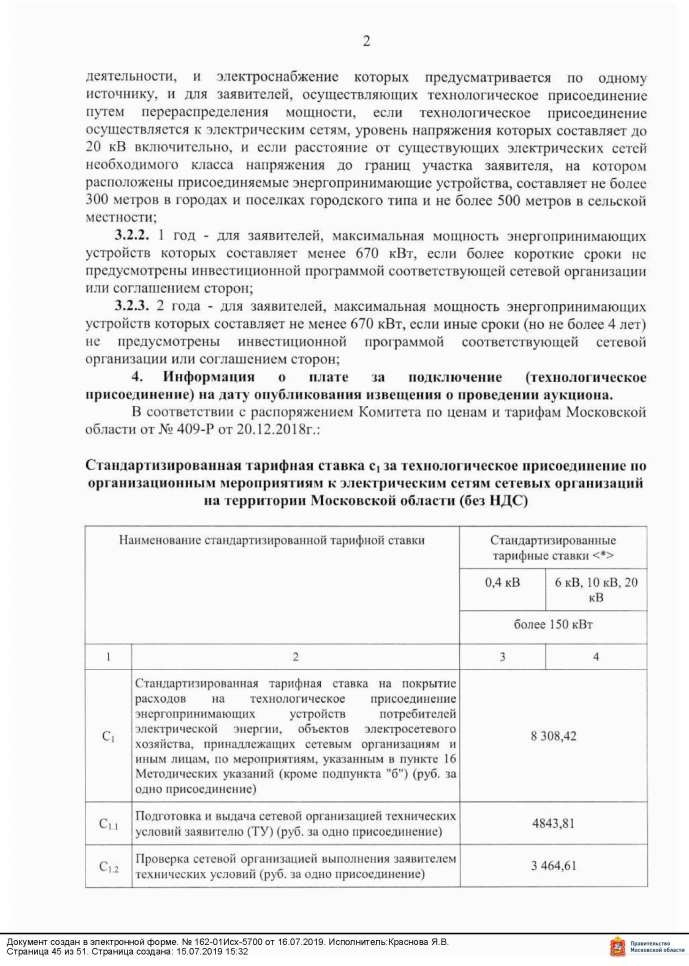 2
деятельности, и электроснабжение которых предусматривается по одному
источнику, и для заявителей, осуществляющих технологическое присоединение
путем перераспределения мощности, если технологическое присоединение
осуществляется к электрическим сетям, уровень напряжения которых составляет до
20 кВ включительно, и если расстояние от существующих электрических сетей
необходимого класса напряжения до границ участка заявителя, на котором
расположены присоединяемые энергопринимающие устройства, составляет не более
300 метров в городах и поселках городского типа и не более 500 метров в сельской
местности;
3.2.2. 1 год - для заявителей, максимальная мощность энергопринимающих
устройств которых составляет менее 670 кВт, если более короткие сроки не
предусмотрены инвестиционной программой соответствующей сетевой организации
или соглашением сторон;
3.2.3. 2 года - для заявителей, максимальная мощность энергопринимающих
устройств которых составляет не менее 670 кВт, если иные сроки (но не более 4 лет)
не предусмотрены инвестиционной программой соответствующей сетевой
организации или соглашением сторон;
4. Информация о плате за подключение (технологическое
присоединение) на дату опубликования извещения о проведении аукциона.
В соответствии с распоряжением Комитета по ценам и тарифам Московской
области от № 409-Р от 20.12.2018г.:
Стандартизированная тарифная ставка с₁ за технологическое присоединение по
организационным мероприятиям к электрическим сетям сетевых организаций
на территории Московской области (без НДС)
Наименование стандартизированной тарифной ставки
Стандартизированные
тарифные ставки <*>
0,4 кВ
6 кВ, 10 кВ, 20
кВ
более 150 кВт
1 2 3 4
С₁
Стандартизированная тарифная ставка на покрытие
расходов на технологическое присоединение
энергопринимающих устройств потребителей
электрической энергии, объектов электросетевого
хозяйства, принадлежащих сетевым организациям и
иным лицам, по мероприятиям, указанным в пункте 16
Методических указаний (кроме подпункта "б") (руб. за
одно присоединение)
8 308,42
С₁.₁
Подготовка и выдача сетевой организацией технических
условий заявителю (ТУ) (руб. за одно присоединение)
4843,81
С₁.₂
Проверка сетевой организацией выполнения заявителем
технических условий (руб. за одно присоединение)
3 464,61
Документ создан в электронной форме. № 162-01Исх-5700 от 16.07.2019. Исполнитель:Краснова Я.В.
Страница 45 из 51. Страница создана: 15.07.2019 15:32
Правительство
Московской области